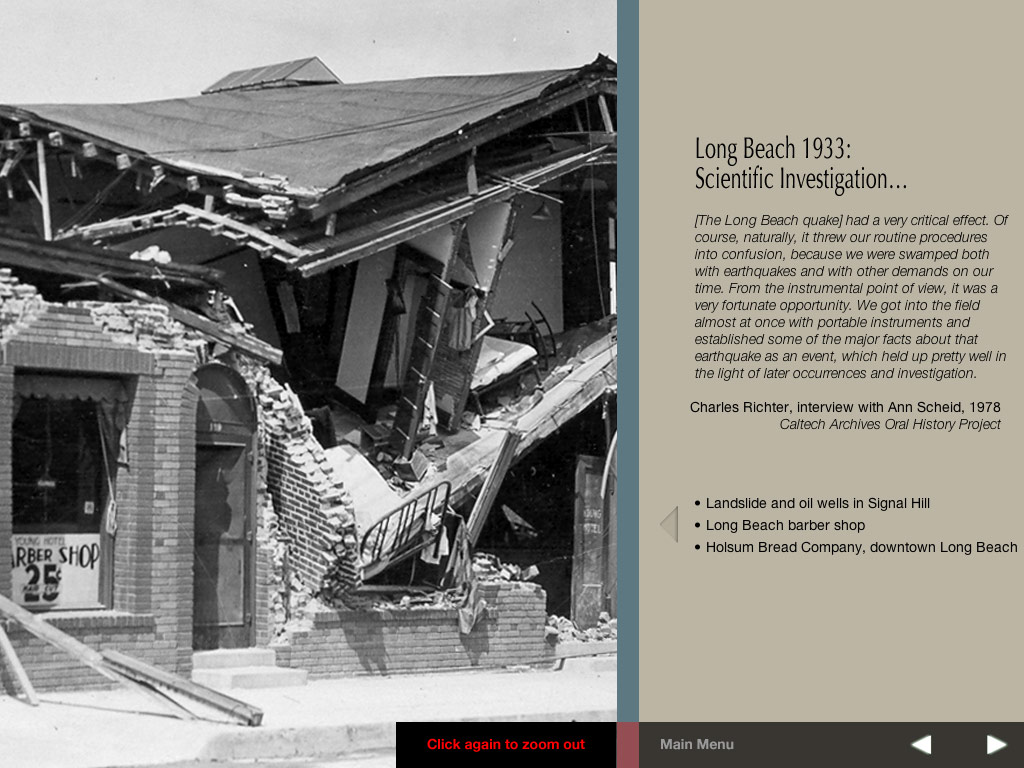 YOUNG HOTEL
RBER SHOP
25¢
119
Long Beach 1933:
Scientific Investigation...
[The Long Beach quake] had a very critical effect. Of
course, naturally, it threw our routine procedures
into confusion, because we were swamped both
with earthquakes and with other demands on our
time. From the instrumental point of view, it was a
very fortunate opportunity. We got into the field
almost at once with portable instruments and
established some of the major facts about that
earthquake as an event, which held up pretty well in
the light of later occurrences and investigation.
Charles Richter, interview with Ann Scheid, 1978
Caltech Archives Oral History Project
• Landslide and oil wells in Signal Hill
• Long Beach barber shop
• Holsum Bread Company, downtown Long Beach
Click again to zoom out
Main Menu